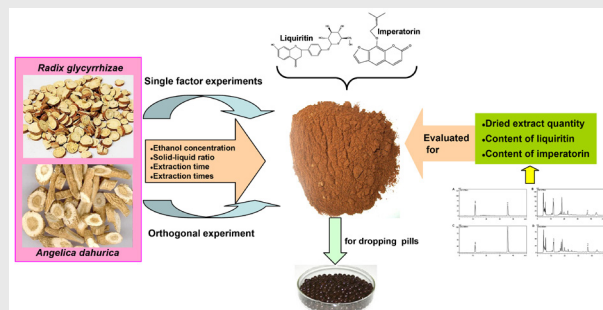 Liquiritin
Imperatorin
Radix glycyrrhizae
Single factor experiments
•Ethanol concentration
•Solid-liquid ratio
•Extraction time
•Extraction times
Orthogonal experiment
Angelica dahurica
Evaluated
for
•Dried extract quantity
•Content of liquiritin
•Content of imperatorin
for dropping pills